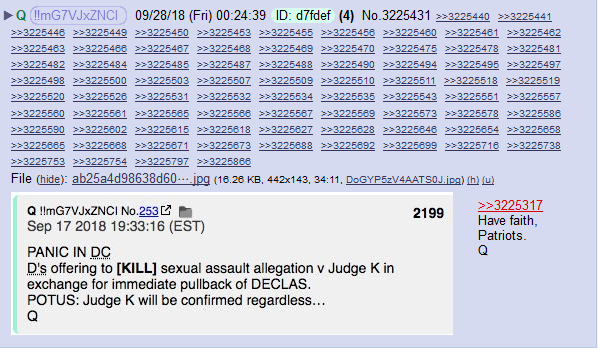 Q !!mG7VJxZNCI 09/28/18 (Fri) 00:24:39 ID: d7fdef (4) No.3225431 >>3225440 >>3225441
>>3225446 >>3225449 >>3225450 >>3225453 >>3225455 >>3225456 >>3225460 >>3225461 >>3225462
>>3225463 >>3225466 >>3225467 >>3225468 >>3225469 >>3225470 >>3225475 >>3225478 >>3225481
>>3225482 >>3225484 >>3225485 >>3225487 >>3225488 >>3225490 >>3225494 >>3225495 >>3225497
>>3225498 >>3225500 >>3225503 >>3225507 >>3225509 >>3225510 >>3225511 >>3225518 >>3225519
>>3225520 >>3225526 >>3225531 >>3225532 >>3225534 >>3225535 >>3225543 >>3225551 >>3225557
>>3225560 >>3225561 >>3225565 >>3225566 >>3225567 >>3225569 >>3225573 >>3225578 >>3225586
>>3225590 >>3225602 >>3225615 >>3225618 >>3225627 >>3225628 >>3225646 >>3225654 >>3225658
>>3225665 >>3225668 >>3225671 >>3225673 >>3225688 >>3225692 >>3225699 >>3225716 >>3225738
>>3225753 >>3225754 >>3225797 >>3225866
File (hide): ab25a4d98638d60⋯.jpg (16.26 KB, 442x143, 34:11, DoGYP5zV4AATS0J.jpg) (h) (u)
Q !!mG7VJxZNCI No.253 2199
Sep 17 2018 19:33:16 (EST)
PANIC IN DC
D's offering to [KILL] sexual assault allegation v Judge K in
exchange for immediate pullback of DECLAS.
POTUS: Judge K will be confirmed regardless…
Q
>>3225317
Have faith,
Patriots.
Q